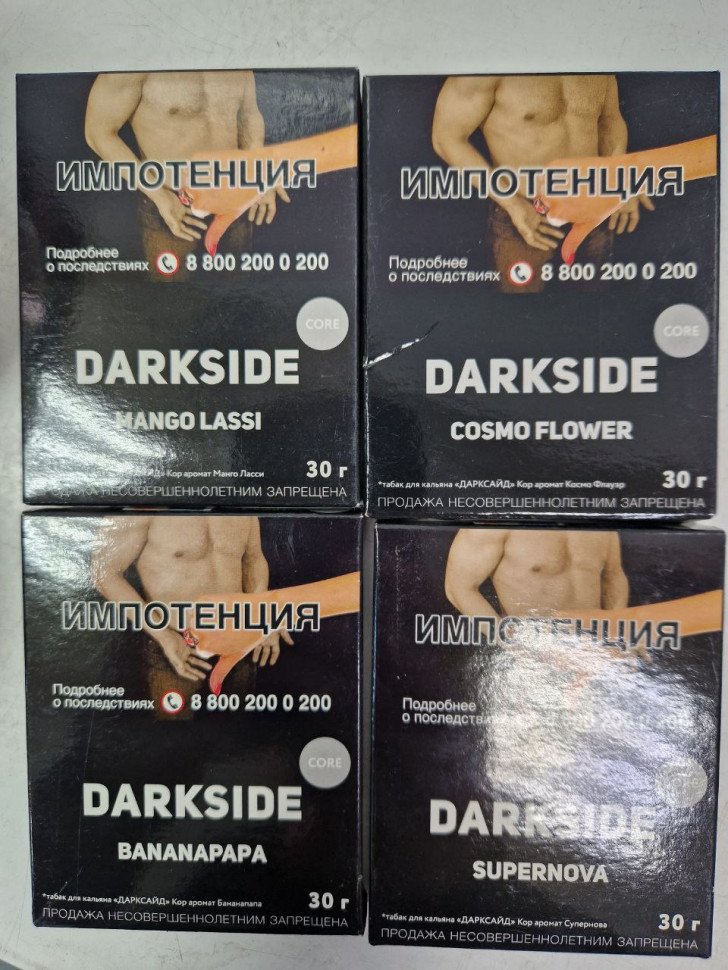 ИМПОТЕНЦИЯ
Подробнее
о последствиях 8 800 200 0 200
CORE
DARKSIDE
MANGO LASSI
Кор аромат Манго Ласси
30 г
НЕСОВЕРШЕННОЛЕТНИМ ЗАПРЕЩЕНА
ИМПОТЕНЦИЯ
Подробнее
о последствиях 8 800 200 0 200
CORE
DARKSIDE
COSMO FLOWER
*табак для кальяна «ДАРКСАЙД» Кор аромат Космо Флауэр
30 г
ПРОДАЖА НЕСОВЕРШЕННОЛЕТНИМ ЗАПРЕЩЕНА
ИМПОТЕНЦИЯ
Подробнее
о последствиях 8 800 200 0 200
CORE
DARKSIDE
BANANAPAPA
*табак для кальяна «ДАРКСАЙД» Кор аромат Бананапапа
30 г
ПРОДАЖА НЕСОВЕРШЕННОЛЕТНИМ ЗАПРЕЩЕНА
ИМПОТЕНЦИЯ
Подробнее
о последствиях
DARKSIDE
SUPERNOVA
*табак для кальяна «ДАРКСАЙД» Кор аромат Супернова
30 г
ПРОДАЖА НЕСОВЕРШЕННОЛЕТНИМ ЗАПРЕЩЕНА